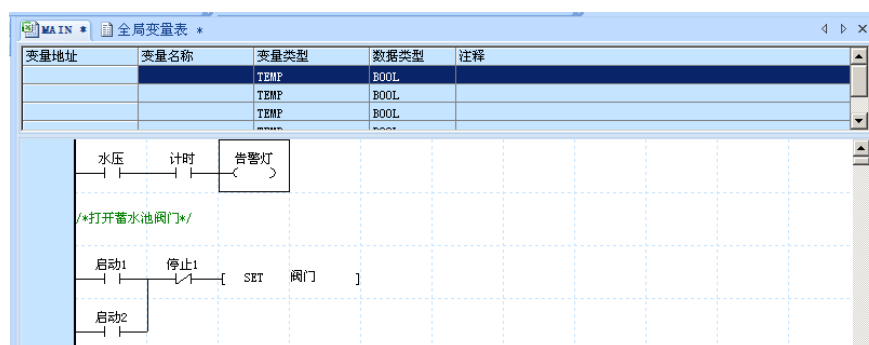 MAIN * 全局变量表 *
变量地址 变量名称 变量类型 数据类型 注释
TEMP BOOL
TEMP BOOL
TEMP BOOL
TEMP BOOL
水压 计时 告警灯
/*打开蓄水池阀门*/
启动1 停止1 SET 阀门
启动2